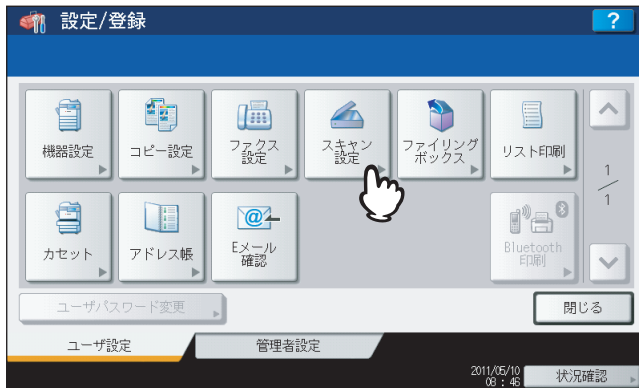 設定/登録
?
機器設定
コピー設定
ファクス
設定
スキャン
設定
ファイリング
ボックス
リスト印刷
1
1
カセット
アドレス帳
@
Eメール
確認
Bluetooth
印刷
ユーザパスワード変更
閉じる
ユーザ設定
管理者設定
2011/05/10
08 : 46
状況確認